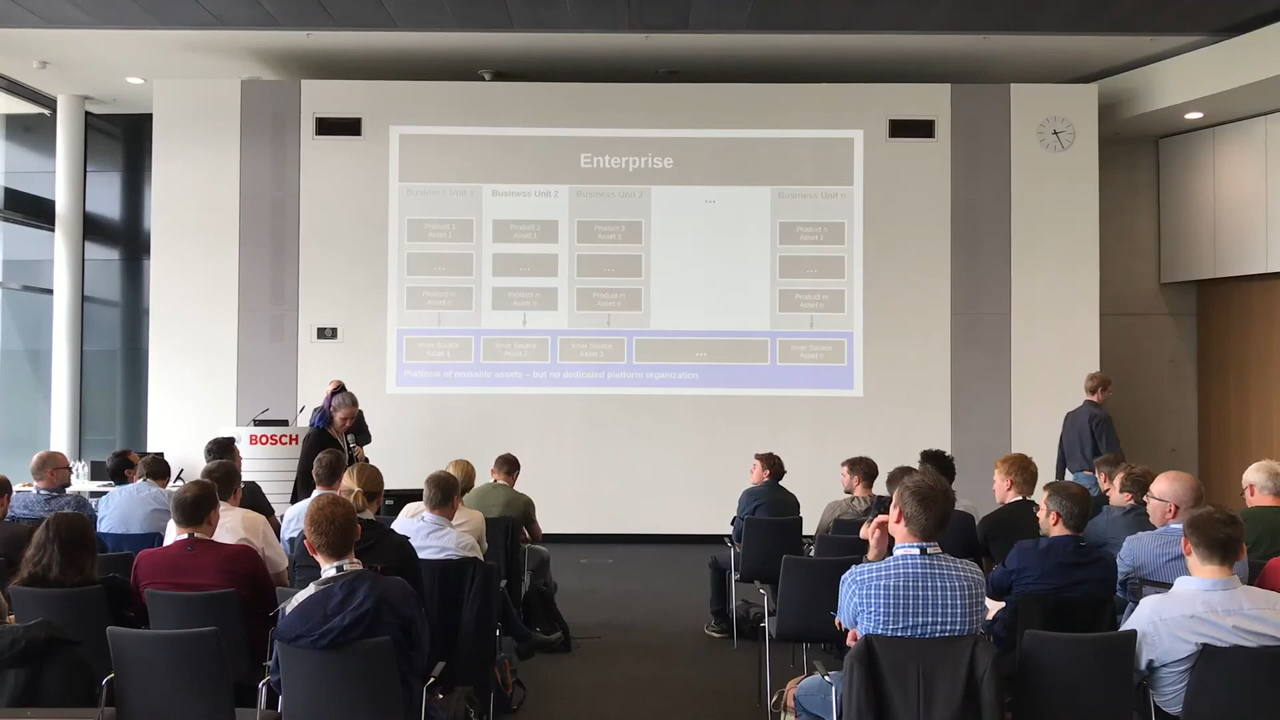 Enterprise
Business Unit 1
Business Unit 2
Business Unit 3
...
Business Unit n
Product 1
Asset 1
Product 2
Asset 1
Product 3
Asset 1
Product n
Asset 1
...
...
...
...
Product n
Asset n
Product n
Asset n
Product n
Asset n
Product n
Asset n
Inner Source
Asset 1
Inner Source
Asset 2
Inner Source
Asset 3
...
Inner Source
Asset n
Platform of reusable assets – but no dedicated platform organization
BOSCH